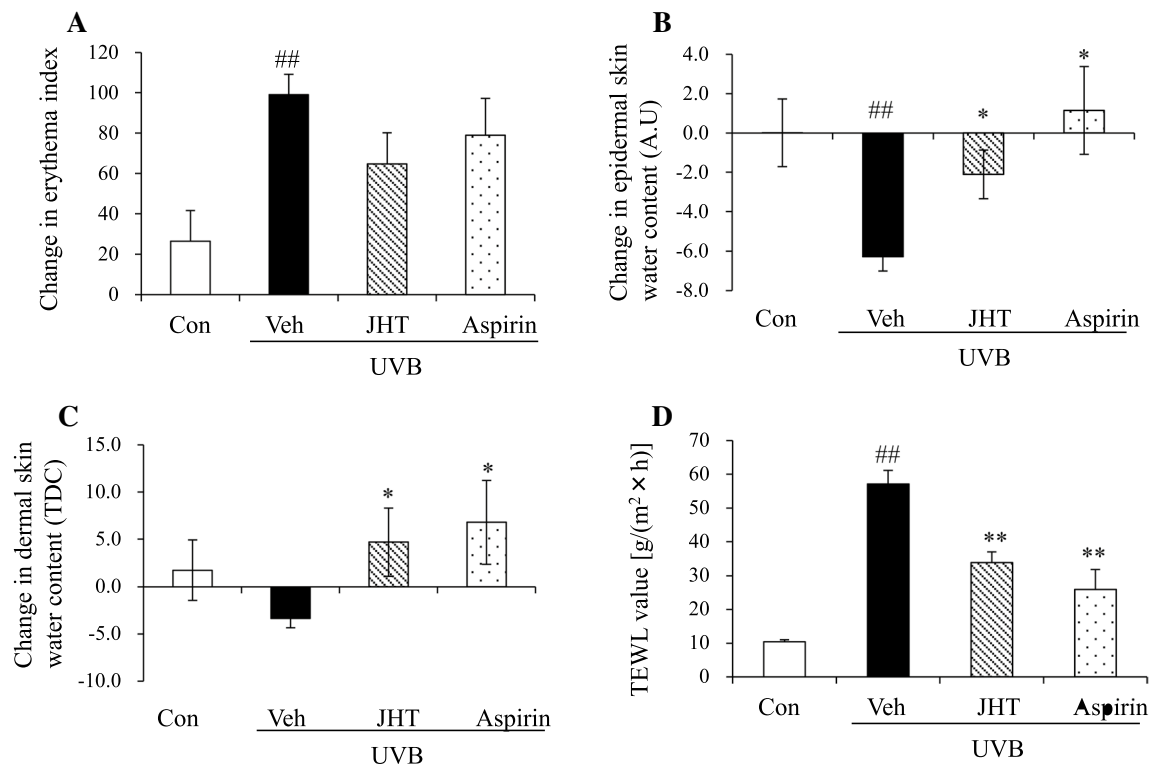 A
Change in erythema index
120
100
80
60
40
20
0
##
Con Veh JHT Aspirin
UVB
B
Change in epidermal skin
water content (A.U)
4.0
2.0
0.0
-2.0
-4.0
-6.0
-8.0
##
*
*
Con Veh JHT Aspirin
UVB
C
Change in dermal skin
water content (TDC)
15.0
10.0
5.0
0.0
-5.0
-10.0
*
*
Con Veh JHT Aspirin
UVB
D
TEWL value [g/(m² × h)]
70
60
50
40
30
20
10
0
##
**
**
Con Veh JHT Aspirin
UVB